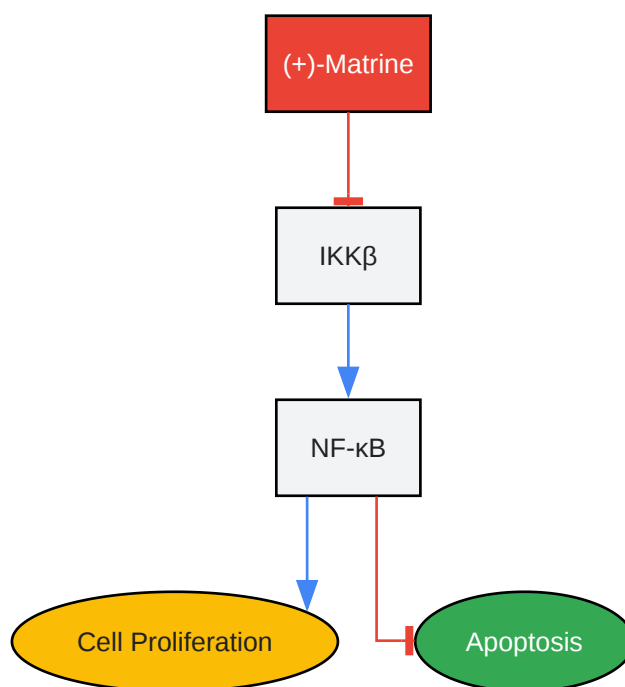 (+)-Matrine
IKKβ
NF-κB
Cell Proliferation
Apoptosis